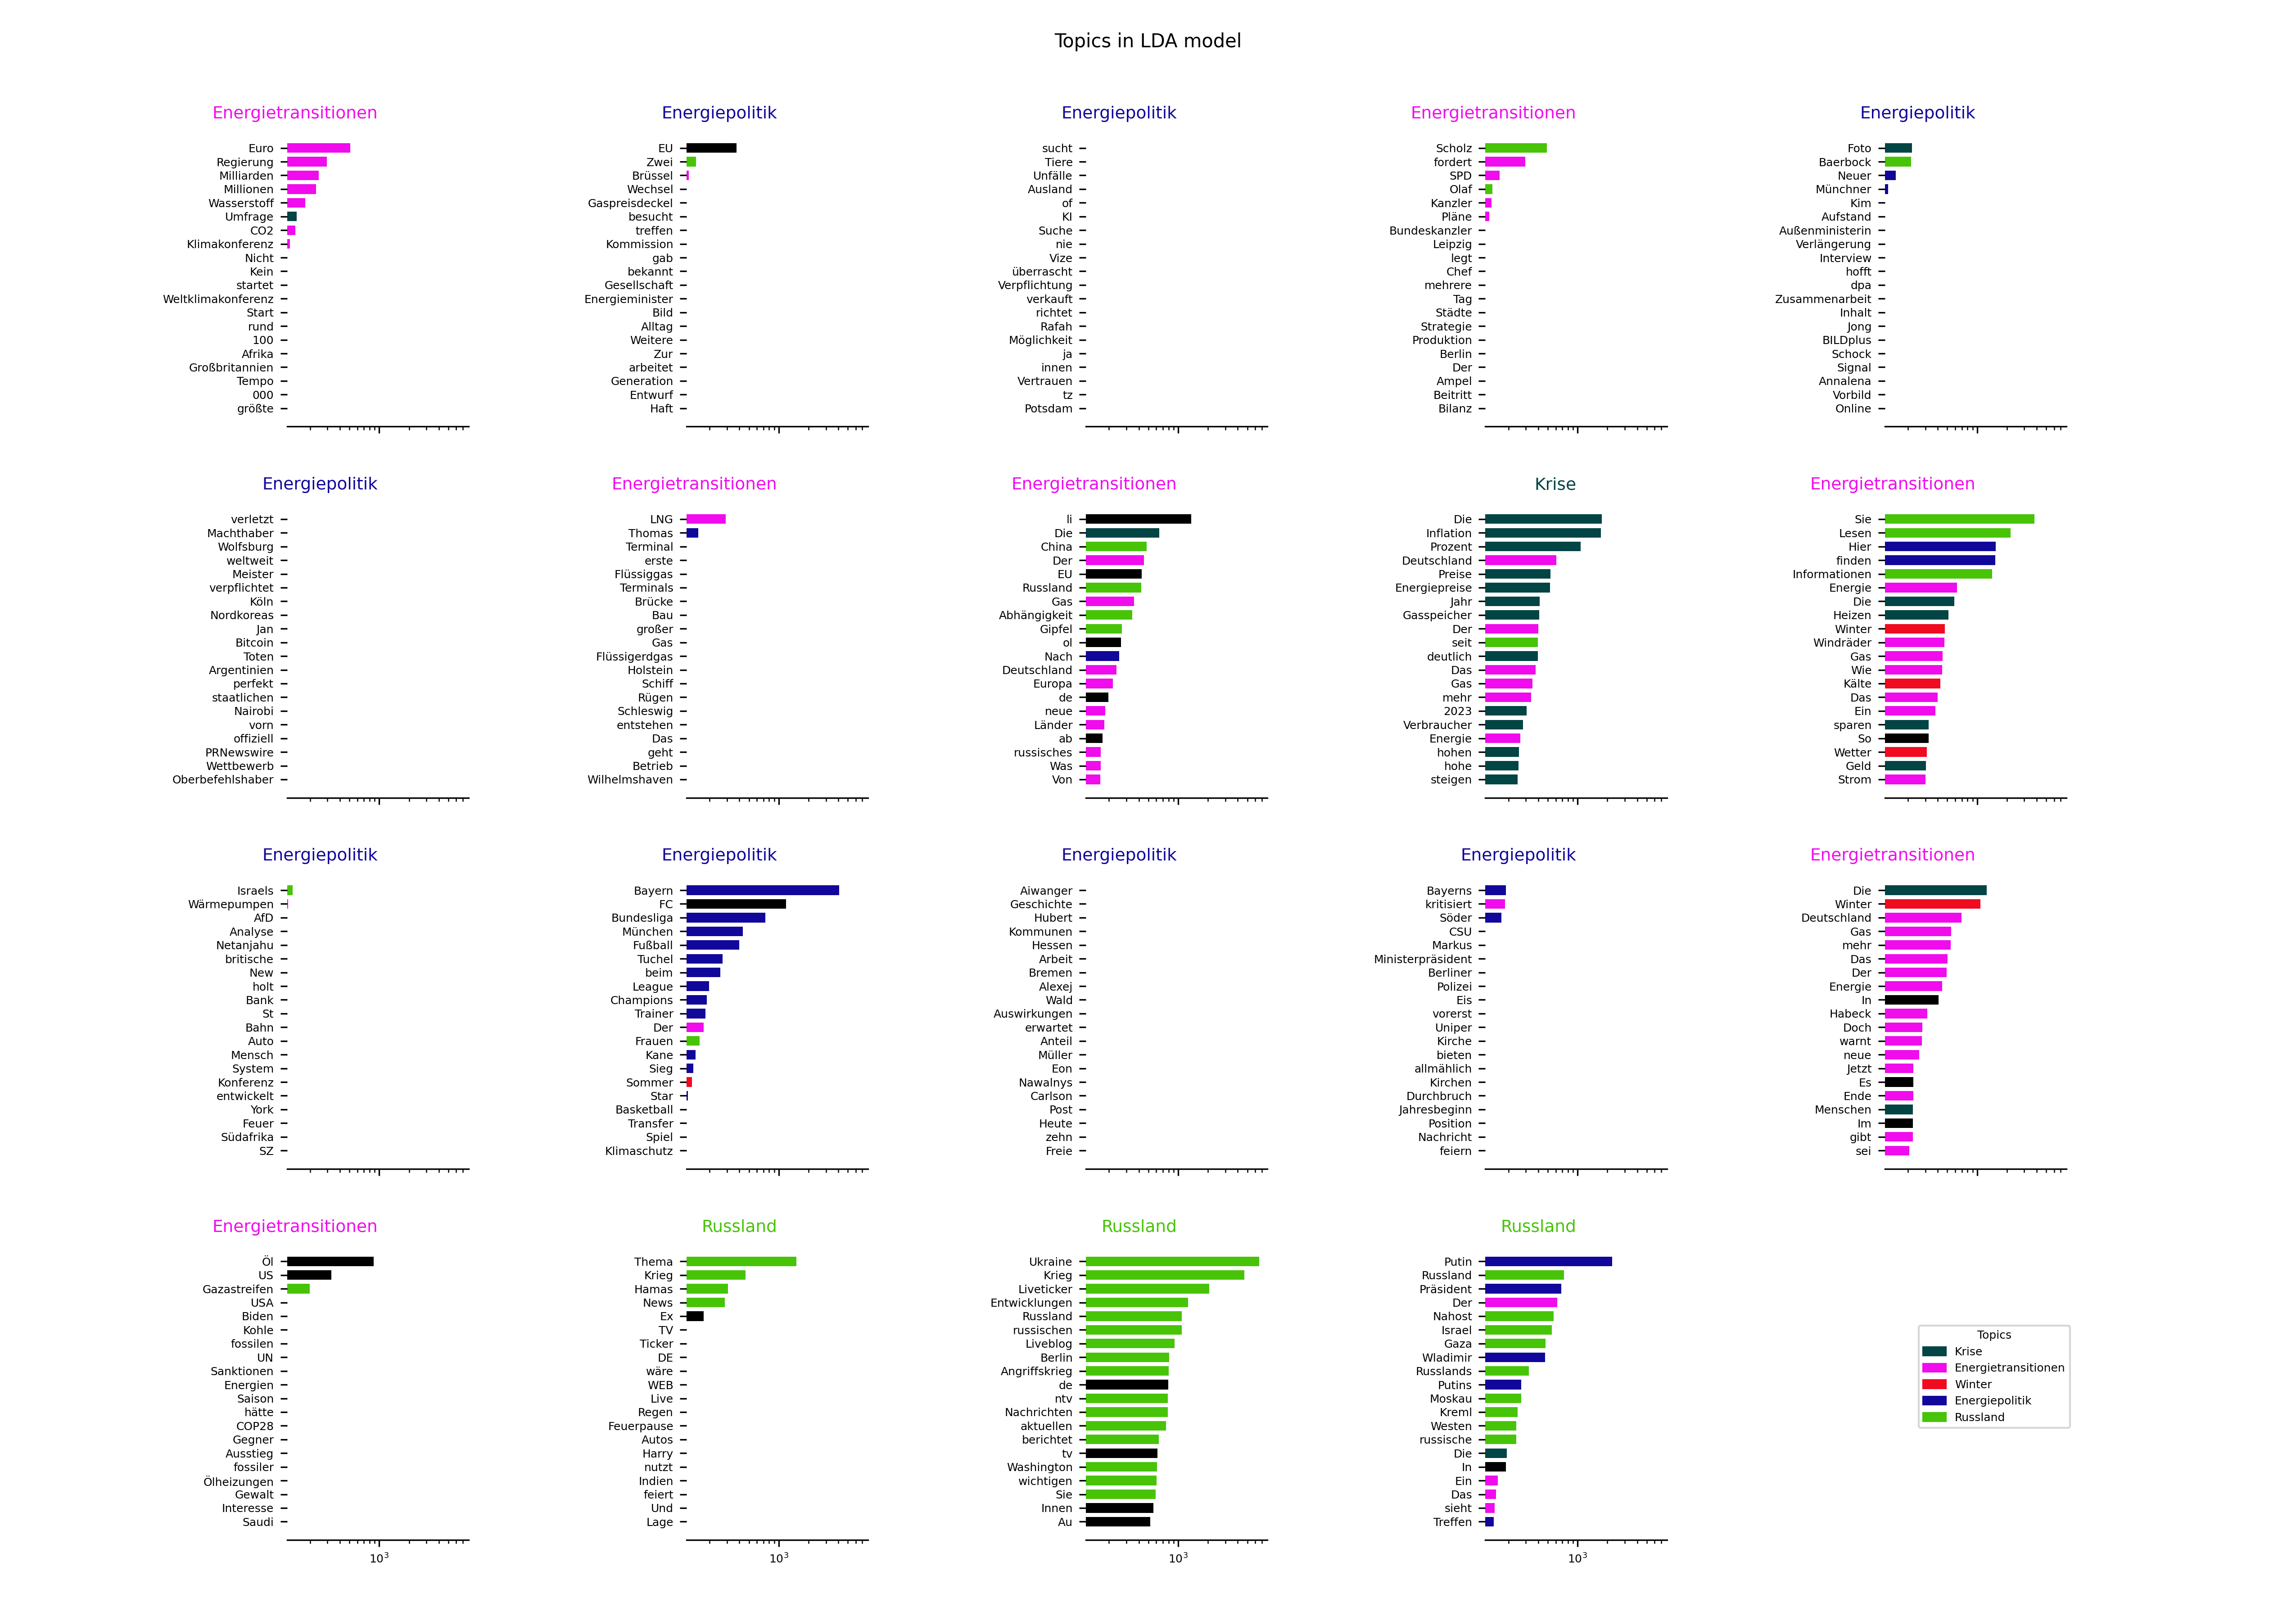 Topics in LDA model
Energietransitionen
Euro
Regierung
Milliarden
Millionen
Wasserstoff
Umfrage
CO2
Klimakonferenz
Nicht
Kein
startet
Weltklimakonferenz
Start
rund
100
Afrika
Großbritannien
Tempo
000
größte
Energiepolitik
EU
Zwei
Brüssel
Wechsel
Gaspreisdeckel
besucht
treffen
Kommission
gab
bekannt
Gesellschaft
Energieminister
Bild
Alltag
Weitere
Zur
arbeitet
Generation
Entwurf
Haft
Energiepolitik
sucht
Tiere
Unfälle
Ausland
of
KI
Suche
nie
Vize
überrascht
Verpflichtung
verkauft
richtet
Rafah
Möglichkeit
ja
innen
Vertrauen
tz
Potsdam
Energietransitionen
Scholz
fordert
SPD
Olaf
Kanzler
Pläne
Bundeskanzler
Leipzig
legt
Chef
mehrere
Tag
Städte
Strategie
Produktion
Berlin
Der
Ampel
Beitritt
Bilanz
Energiepolitik
Foto
Baerbock
Neuer
Münchner
Kim
Aufstand
Außenministerin
Verlängerung
Interview
hofft
dpa
Zusammenarbeit
Inhalt
Jong
BILDplus
Schock
Signal
Annalena
Vorbild
Online
Energiepolitik
verletzt
Machthaber
Wolfsburg
weltweit
Meister
verpflichtet
Köln
Nordkoreas
Jan
Bitcoin
Toten
Argentinien
perfekt
staatlichen
Nairobi
vorn
offiziell
PRNewswire
Wettbewerb
Oberbefehlshaber
Energietransitionen
LNG
Thomas
Terminal
erste
Flüssiggas
Terminals
Brücke
Bau
großer
Gas
Flüssigerdgas
Holstein
Schiff
Rügen
Schleswig
entstehen
Das
geht
Betrieb
Wilhelmshaven
Energietransitionen
li
Die
China
Der
EU
Russland
Gas
Abhängigkeit
Gipfel
ol
Nach
Deutschland
Europa
de
neue
Länder
ab
russisches
Was
Von
Krise
Die
Inflation
Prozent
Deutschland
Preise
Energiepreise
Jahr
Gasspeicher
Der
seit
deutlich
Das
Gas
mehr
2023
Verbraucher
Energie
hohen
hohe
steigen
Energietransitionen
Sie
Lesen
Hier
finden
Informationen
Energie
Die
Heizen
Winter
Windräder
Gas
Wie
Kälte
Das
Ein
sparen
So
Wetter
Geld
Strom
Energiepolitik
Israels
Wärmepumpen
AfD
Analyse
Netanjahu
britische
New
holt
Bank
St
Bahn
Auto
Mensch
System
Konferenz
entwickelt
York
Feuer
Südafrika
SZ
Energiepolitik
Bayern
FC
Bundesliga
München
Fußball
Tuchel
beim
League
Champions
Trainer
Der
Frauen
Kane
Sieg
Sommer
Star
Basketball
Transfer
Spiel
Klimaschutz
Energiepolitik
Aiwanger
Geschichte
Hubert
Kommunen
Hessen
Arbeit
Bremen
Alexej
Wald
Auswirkungen
erwartet
Anteil
Müller
Eon
Nawalnys
Carlson
Post
Heute
zehn
Freie
Energiepolitik
Bayerns
kritisiert
Söder
CSU
Markus
Ministerpräsident
Berliner
Polizei
Eis
vorerst
Uniper
Kirche
bieten
allmählich
Kirchen
Durchbruch
Jahresbeginn
Position
Nachricht
feiern
Energietransitionen
Die
Winter
Deutschland
Gas
mehr
Das
Der
Energie
In
Habeck
Doch
warnt
neue
Jetzt
Es
Ende
Menschen
Im
gibt
sei
Energietransitionen
Öl
US
Gazastreifen
USA
Biden
Kohle
fossilen
UN
Sanktionen
Energien
Saison
hätte
COP28
Gegner
Ausstieg
fossiler
Ölheizungen
Gewalt
Interesse
Saudi
10³
Russland
Thema
Krieg
Hamas
News
Ex
TV
Ticker
DE
wäre
WEB
Live
Regen
Feuerpause
Autos
Harry
nutzt
Indien
feiert
Und
Lage
10³
Russland
Ukraine
Krieg
Liveticker
Entwicklungen
Russland
russischen
Liveblog
Berlin
Angriffskrieg
de
ntv
Nachrichten
aktuellen
berichtet
tv
Washington
wichtigen
Sie
Innen
Au
10³
Russland
Putin
Russland
Präsident
Der
Nahost
Israel
Gaza
Wladimir
Russlands
Putins
Moskau
Kreml
Westen
russische
Die
In
Ein
Das
sieht
Treffen
10³
Topics
Krise
Energietransitionen
Winter
Energiepolitik
Russland